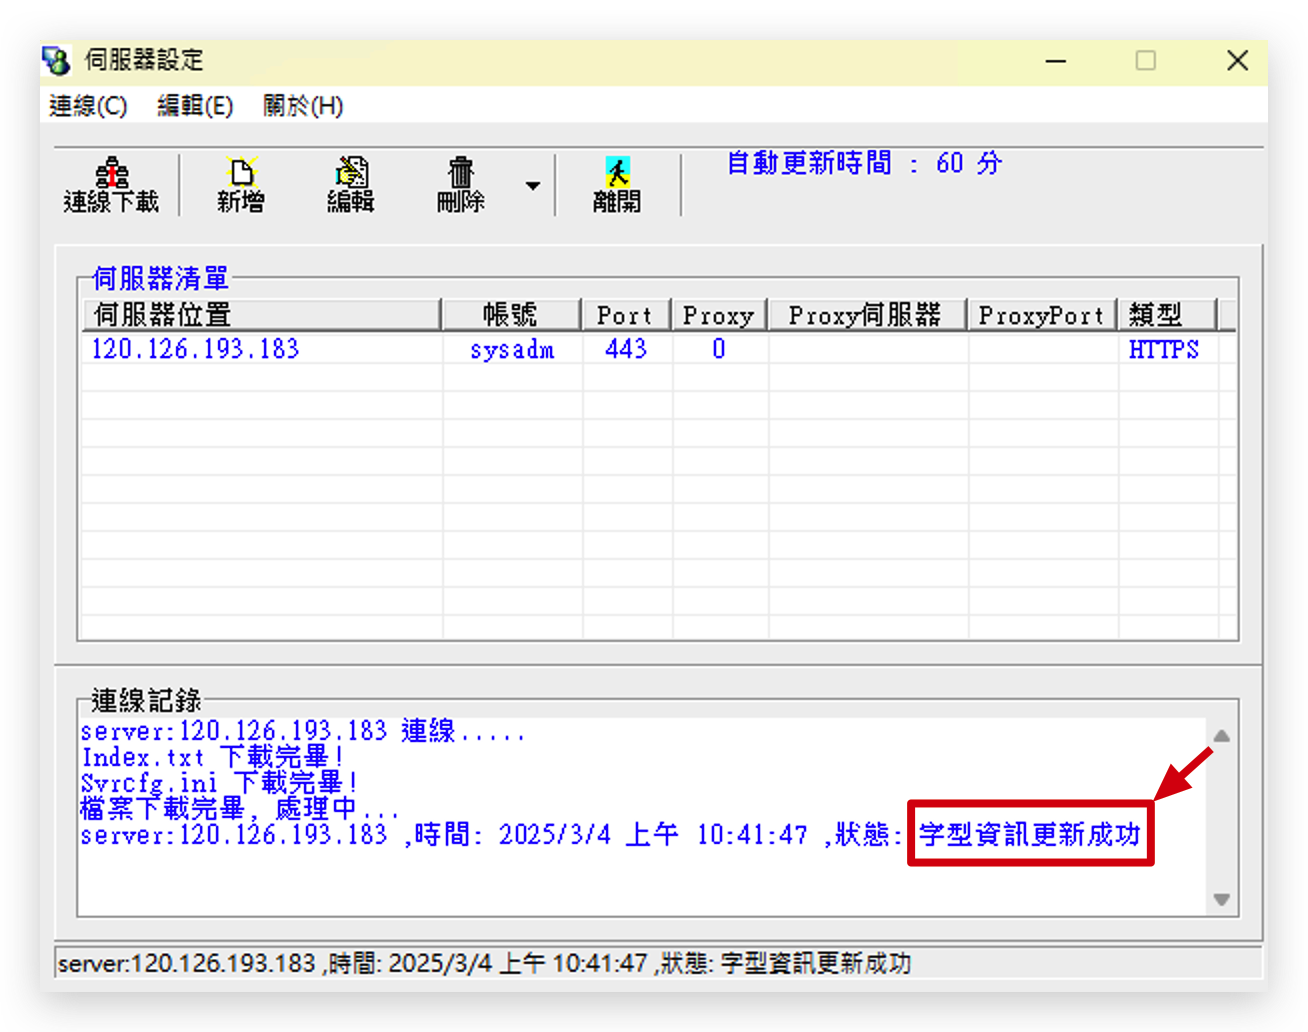 伺服器設定
連線(C) 編輯(E) 關於(H)
連線下載 新增 編輯 刪除 離開
自動更新時間 : 60 分
伺服器清單
伺服器位置 帳號 Port Proxy Proxy伺服器 ProxyPort 類型
120.126.193.183 sysadm 443 0 HTTPS
連線記錄
server:120.126.193.183 連線.....
Index.txt 下載完畢!
Svrcfg.ini 下載完畢!
檔案下載完畢, 處理中...
server:120.126.193.183 ,時間: 2025/3/4 上午 10:41:47 ,狀態: 字型資訊更新成功
server:120.126.193.183 ,時間: 2025/3/4 上午 10:41:47 ,狀態: 字型資訊更新成功